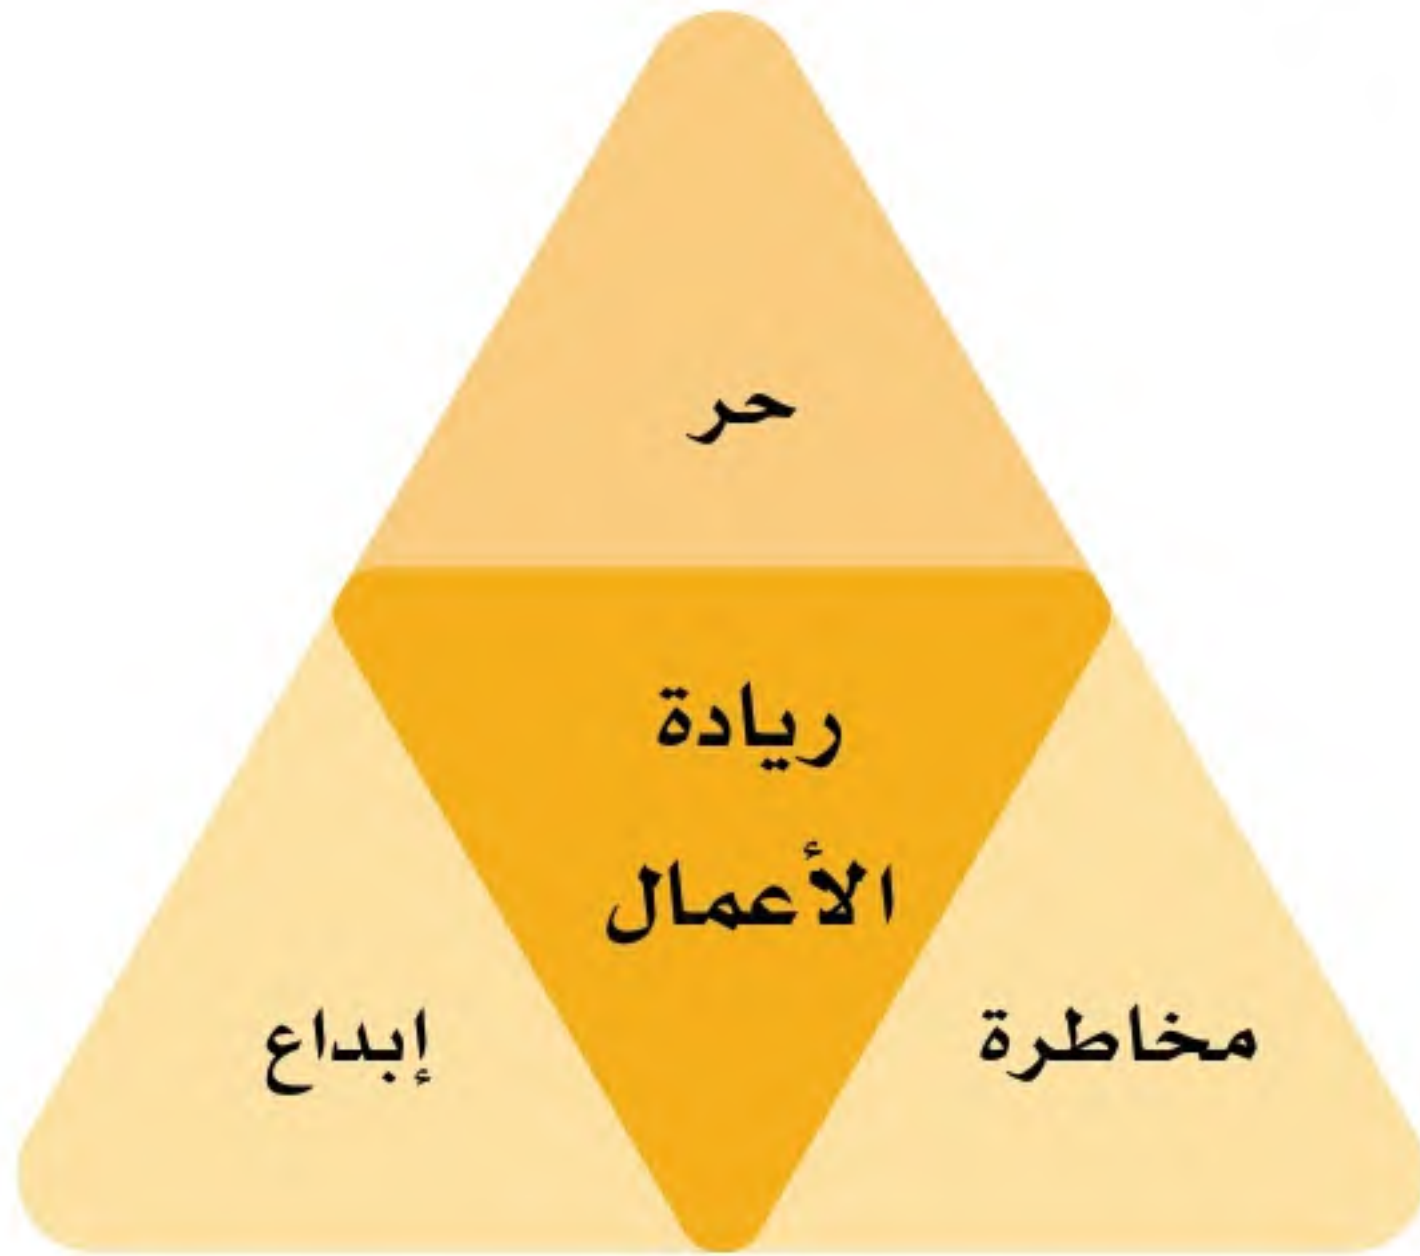 حر
ريادة
الأعمال
مخاطرة
إبداع